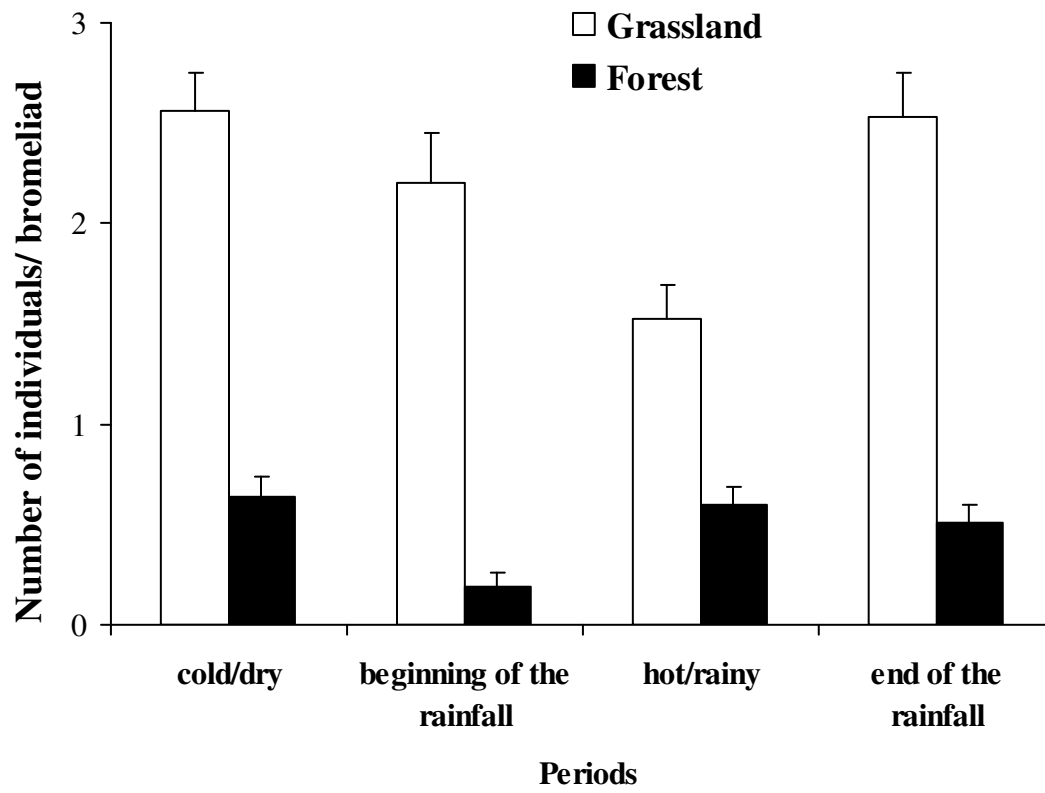 Number of individuals/ bromeliad
3
2
1
0
Grassland
Forest
cold/dry
beginning of the
rainfall
hot/rainy
end of the
rainfall
Periods